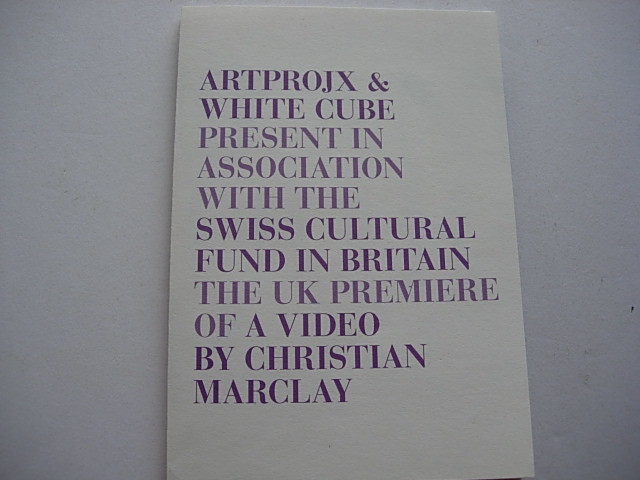 ARTPROJX &
WHITE CUBE
PRESENT IN
ASSOCIATION
WITH THE
SWISS CULTURAL
FUND IN BRITAIN
THE UK PREMIERE
OF A VIDEO
BY CHRISTIAN
MARCLAY